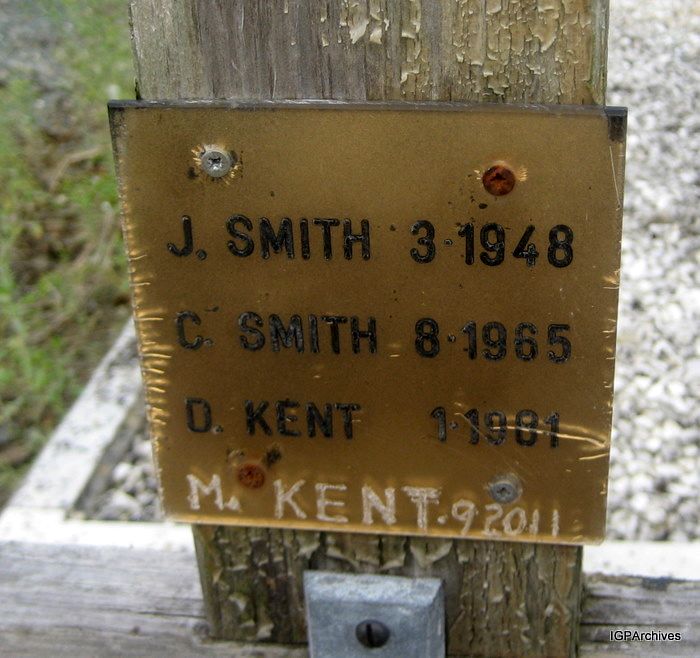 J. SMITH 3·1948
C. SMITH 8·1965
D. KENT 1·1981
M. KENT. 9 2011
IGPArchives